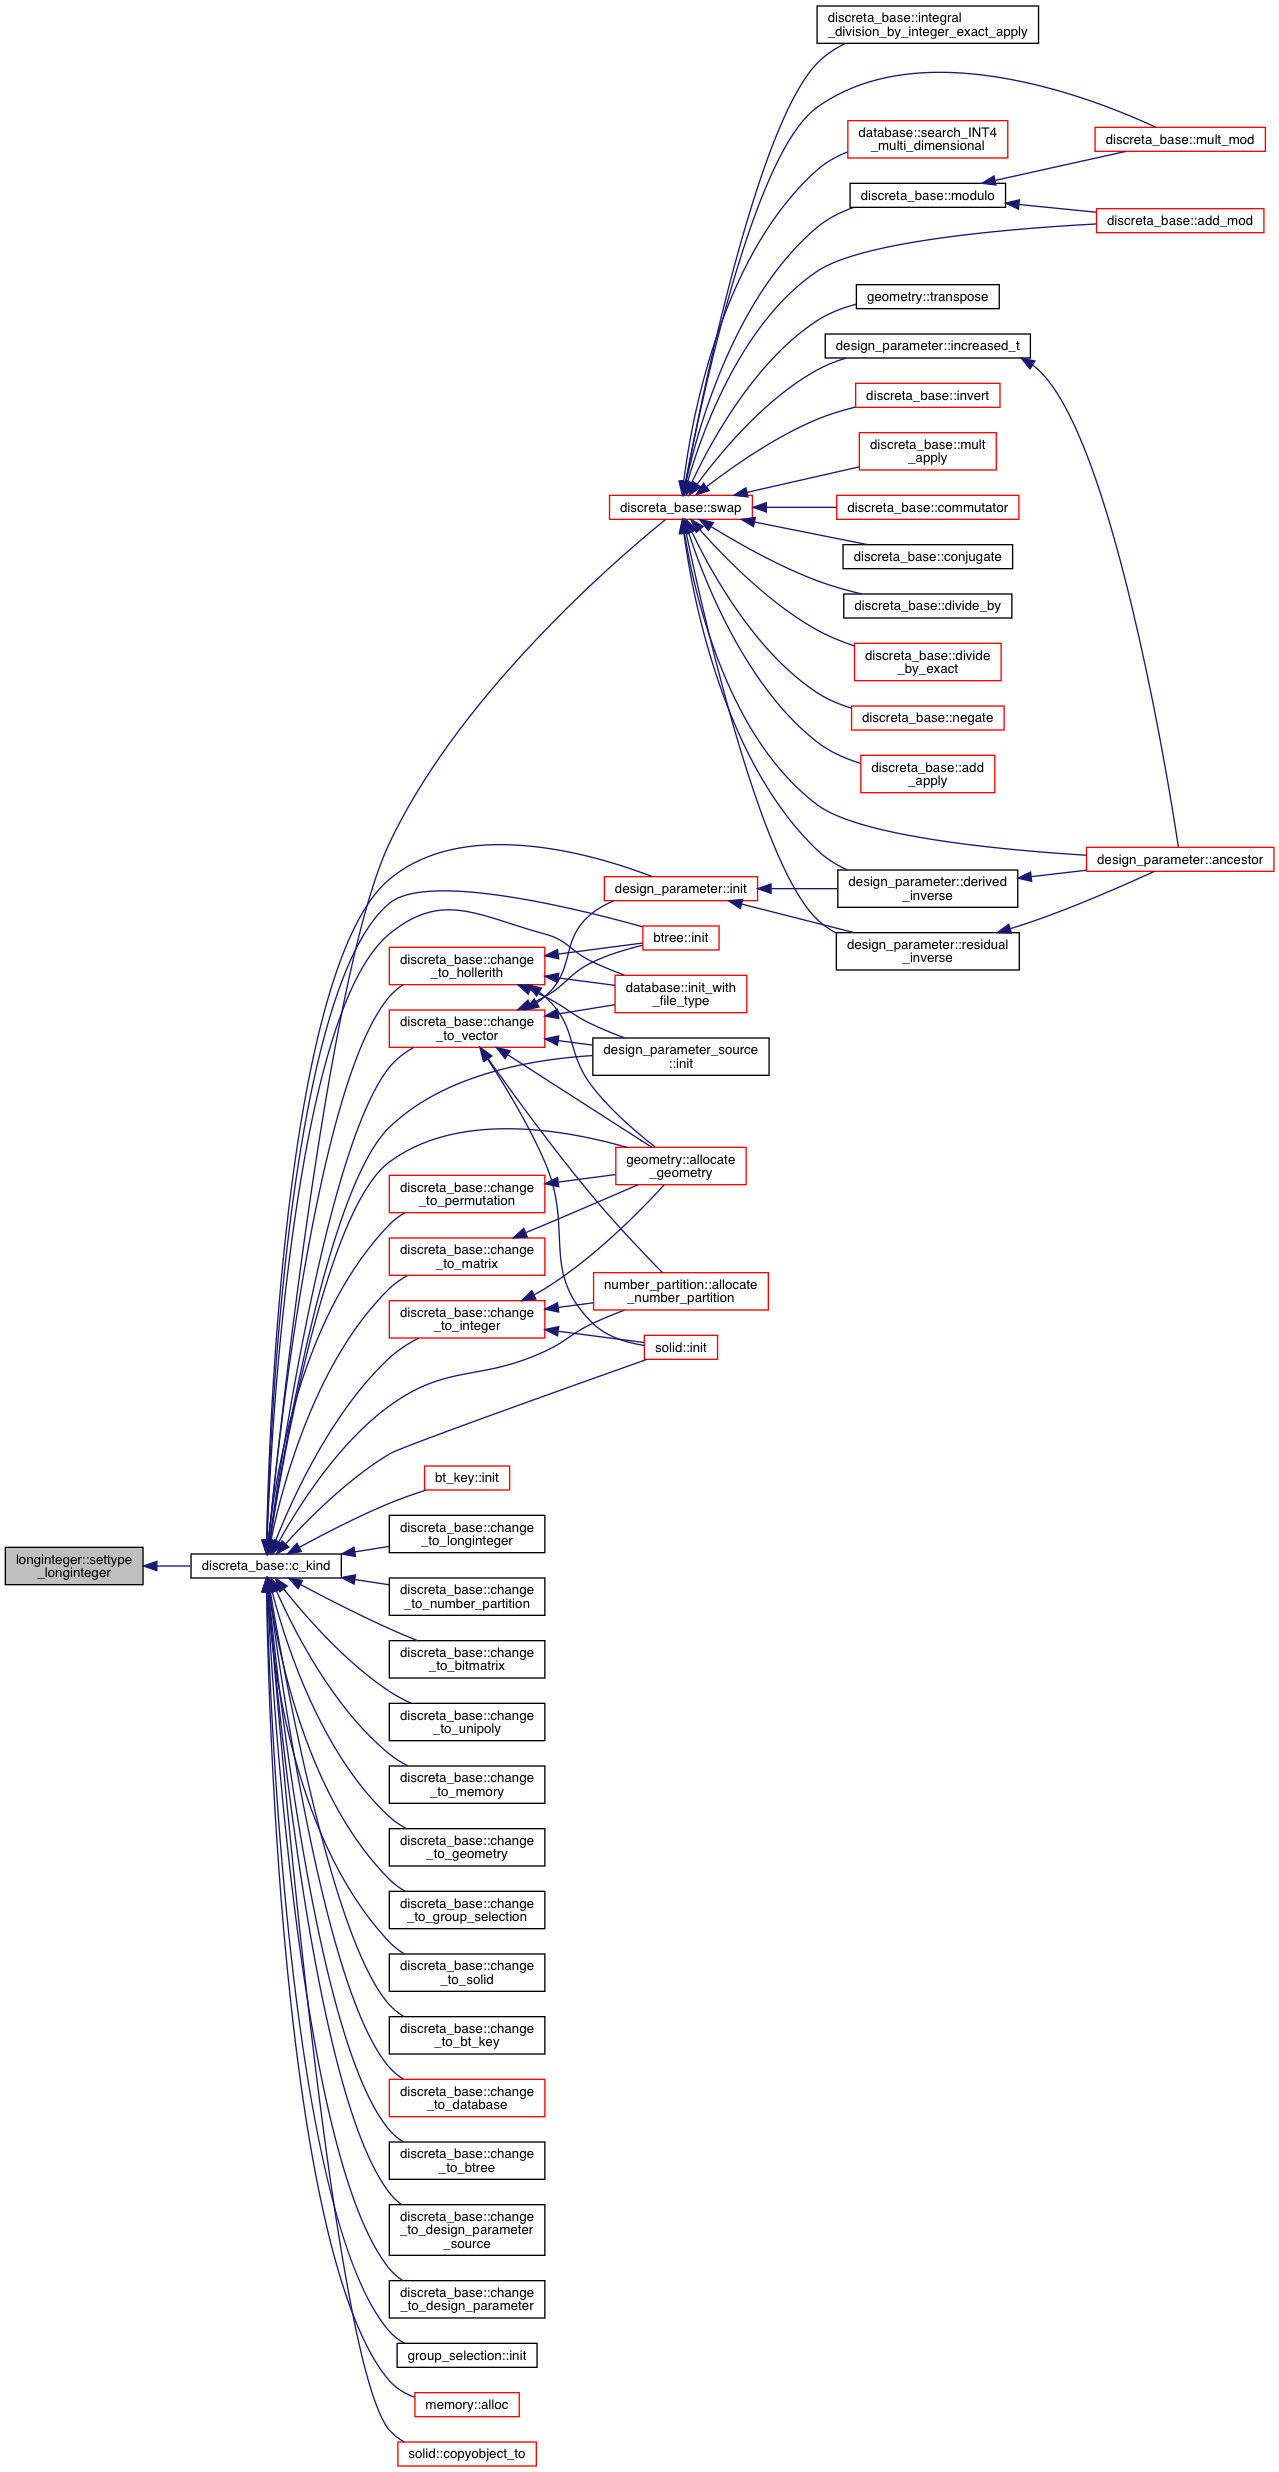 discreta_base::integral
_division_by_integer_exact_apply
database::search_INT4
_multi_dimensional
discreta_base::mult_mod
discreta_base::modulo
discreta_base::add_mod
geometry::transpose
design_parameter::increased_t
discreta_base::invert
discreta_base::mult
_apply
discreta_base::swap
discreta_base::commutator
discreta_base::conjugate
discreta_base::divide_by
discreta_base::divide
_by_exact
discreta_base::negate
discreta_base::add
_apply
design_parameter::ancestor
design_parameter::init
design_parameter::derived
_inverse
btree::init
design_parameter::residual
_inverse
discreta_base::change
_to_hollerith
database::init_with
_file_type
discreta_base::change
_to_vector
design_parameter_source
::init
geometry::allocate
_geometry
discreta_base::change
_to_permutation
discreta_base::change
_to_matrix
number_partition::allocate
_number_partition
discreta_base::change
_to_integer
solid::init
bt_key::init
discreta_base::change
_to_longinteger
longinteger::settype
_longinteger
discreta_base::c_kind
discreta_base::change
_to_number_partition
discreta_base::change
_to_bitmatrix
discreta_base::change
_to_unipoly
discreta_base::change
_to_memory
discreta_base::change
_to_geometry
discreta_base::change
_to_group_selection
discreta_base::change
_to_solid
discreta_base::change
_to_bt_key
discreta_base::change
_to_database
discreta_base::change
_to_btree
discreta_base::change
_to_design_parameter
_source
discreta_base::change
_to_design_parameter
group_selection::init
memory::alloc
solid::copyobject_to